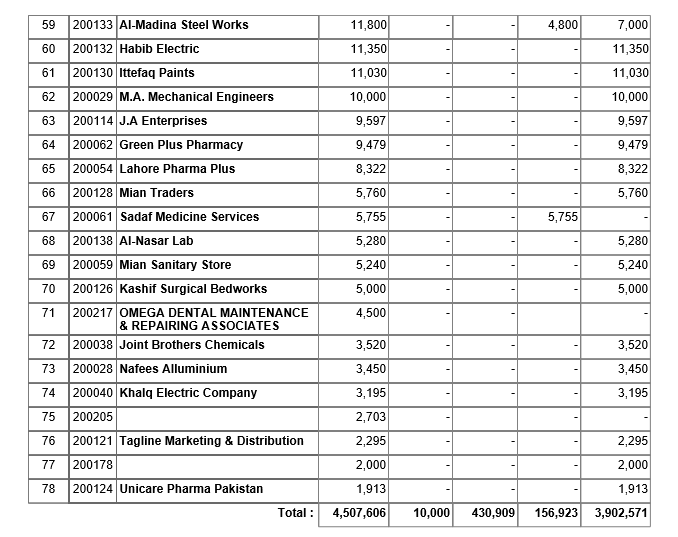 59 200133 Al-Madina Steel Works 11,800 - - 4,800 7,000
60 200132 Habib Electric 11,350 - - - 11,350
61 200130 Ittefaq Paints 11,030 - - - 11,030
62 200029 M.A. Mechanical Engineers 10,000 - - - 10,000
63 200114 J.A Enterprises 9,597 - - - 9,597
64 200062 Green Plus Pharmacy 9,479 - - - 9,479
65 200054 Lahore Pharma Plus 8,322 - - - 8,322
66 200128 Mian Traders 5,760 - - - 5,760
67 200061 Sadaf Medicine Services 5,755 - - 5,755 -
68 200138 Al-Nasar Lab 5,280 - - - 5,280
69 200059 Mian Sanitary Store 5,240 - - - 5,240
70 200126 Kashif Surgical Bedworks 5,000 - - - 5,000
71 200217 OMEGA DENTAL MAINTENANCE 4,500 - - - -
& REPAIRING ASSOCIATES
72 200038 Joint Brothers Chemicals 3,520 - - - 3,520
73 200028 Nafees Alluminium 3,450 - - - 3,450
74 200040 Khalq Electric Company 3,195 - - - 3,195
75 200205 2,703 - - - -
76 200121 Tagline Marketing & Distribution 2,295 - - - 2,295
77 200178 2,000 - - - 2,000
78 200124 Unicare Pharma Pakistan 1,913 - - - 1,913
Total : 4,507,606 10,000 430,909 156,923 3,902,571